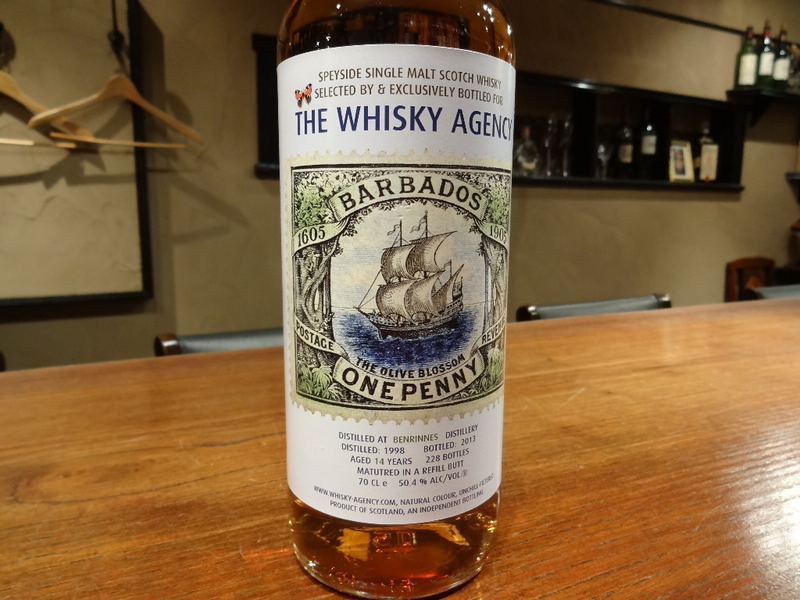 SPEYSIDE SINGLE MALT SCOTCH WHISKY
SELECTED BY & EXCLUSIVELY BOTTLED FOR
THE WHISKY AGENCY
BARBADOS
1605 1905
POSTAGE REVENUE
THE OLIVE BLOSSOM
ONE PENNY
DISTILLED AT BENRINNES DISTILLERY
DISTILLED: 1998 BOTTLED: 2013
AGED 14 YEARS 228 BOTTLES
MATUTRED IN A REFILL BUTT
70 CL e 50.4 % ALC/VOL.
WWW.WHISKY-AGENCY.COM, NATURAL COLOUR, UNCHILLFILTERED
PRODUCT OF SCOTLAND, AN INDEPENDENT BOTTLING